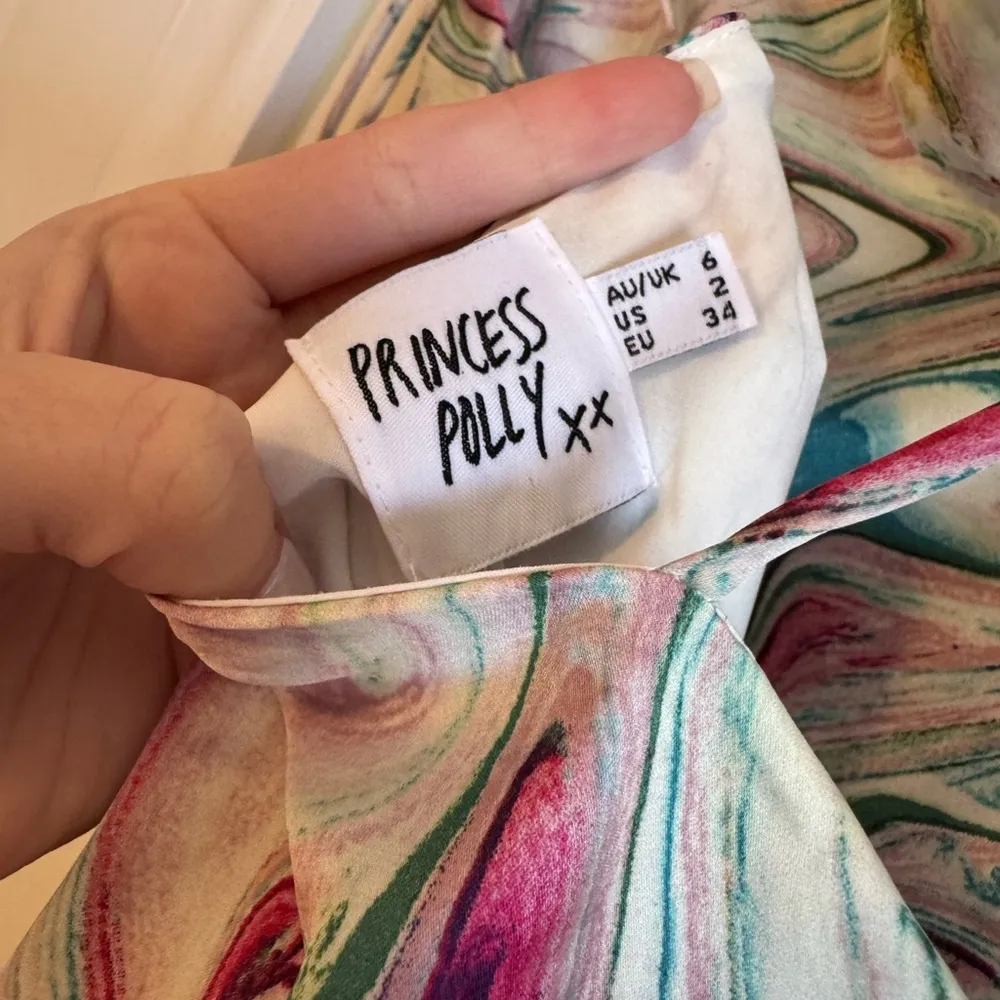 PRINCESS
POLLY xx
AU/UK 6
US 2
EU 34